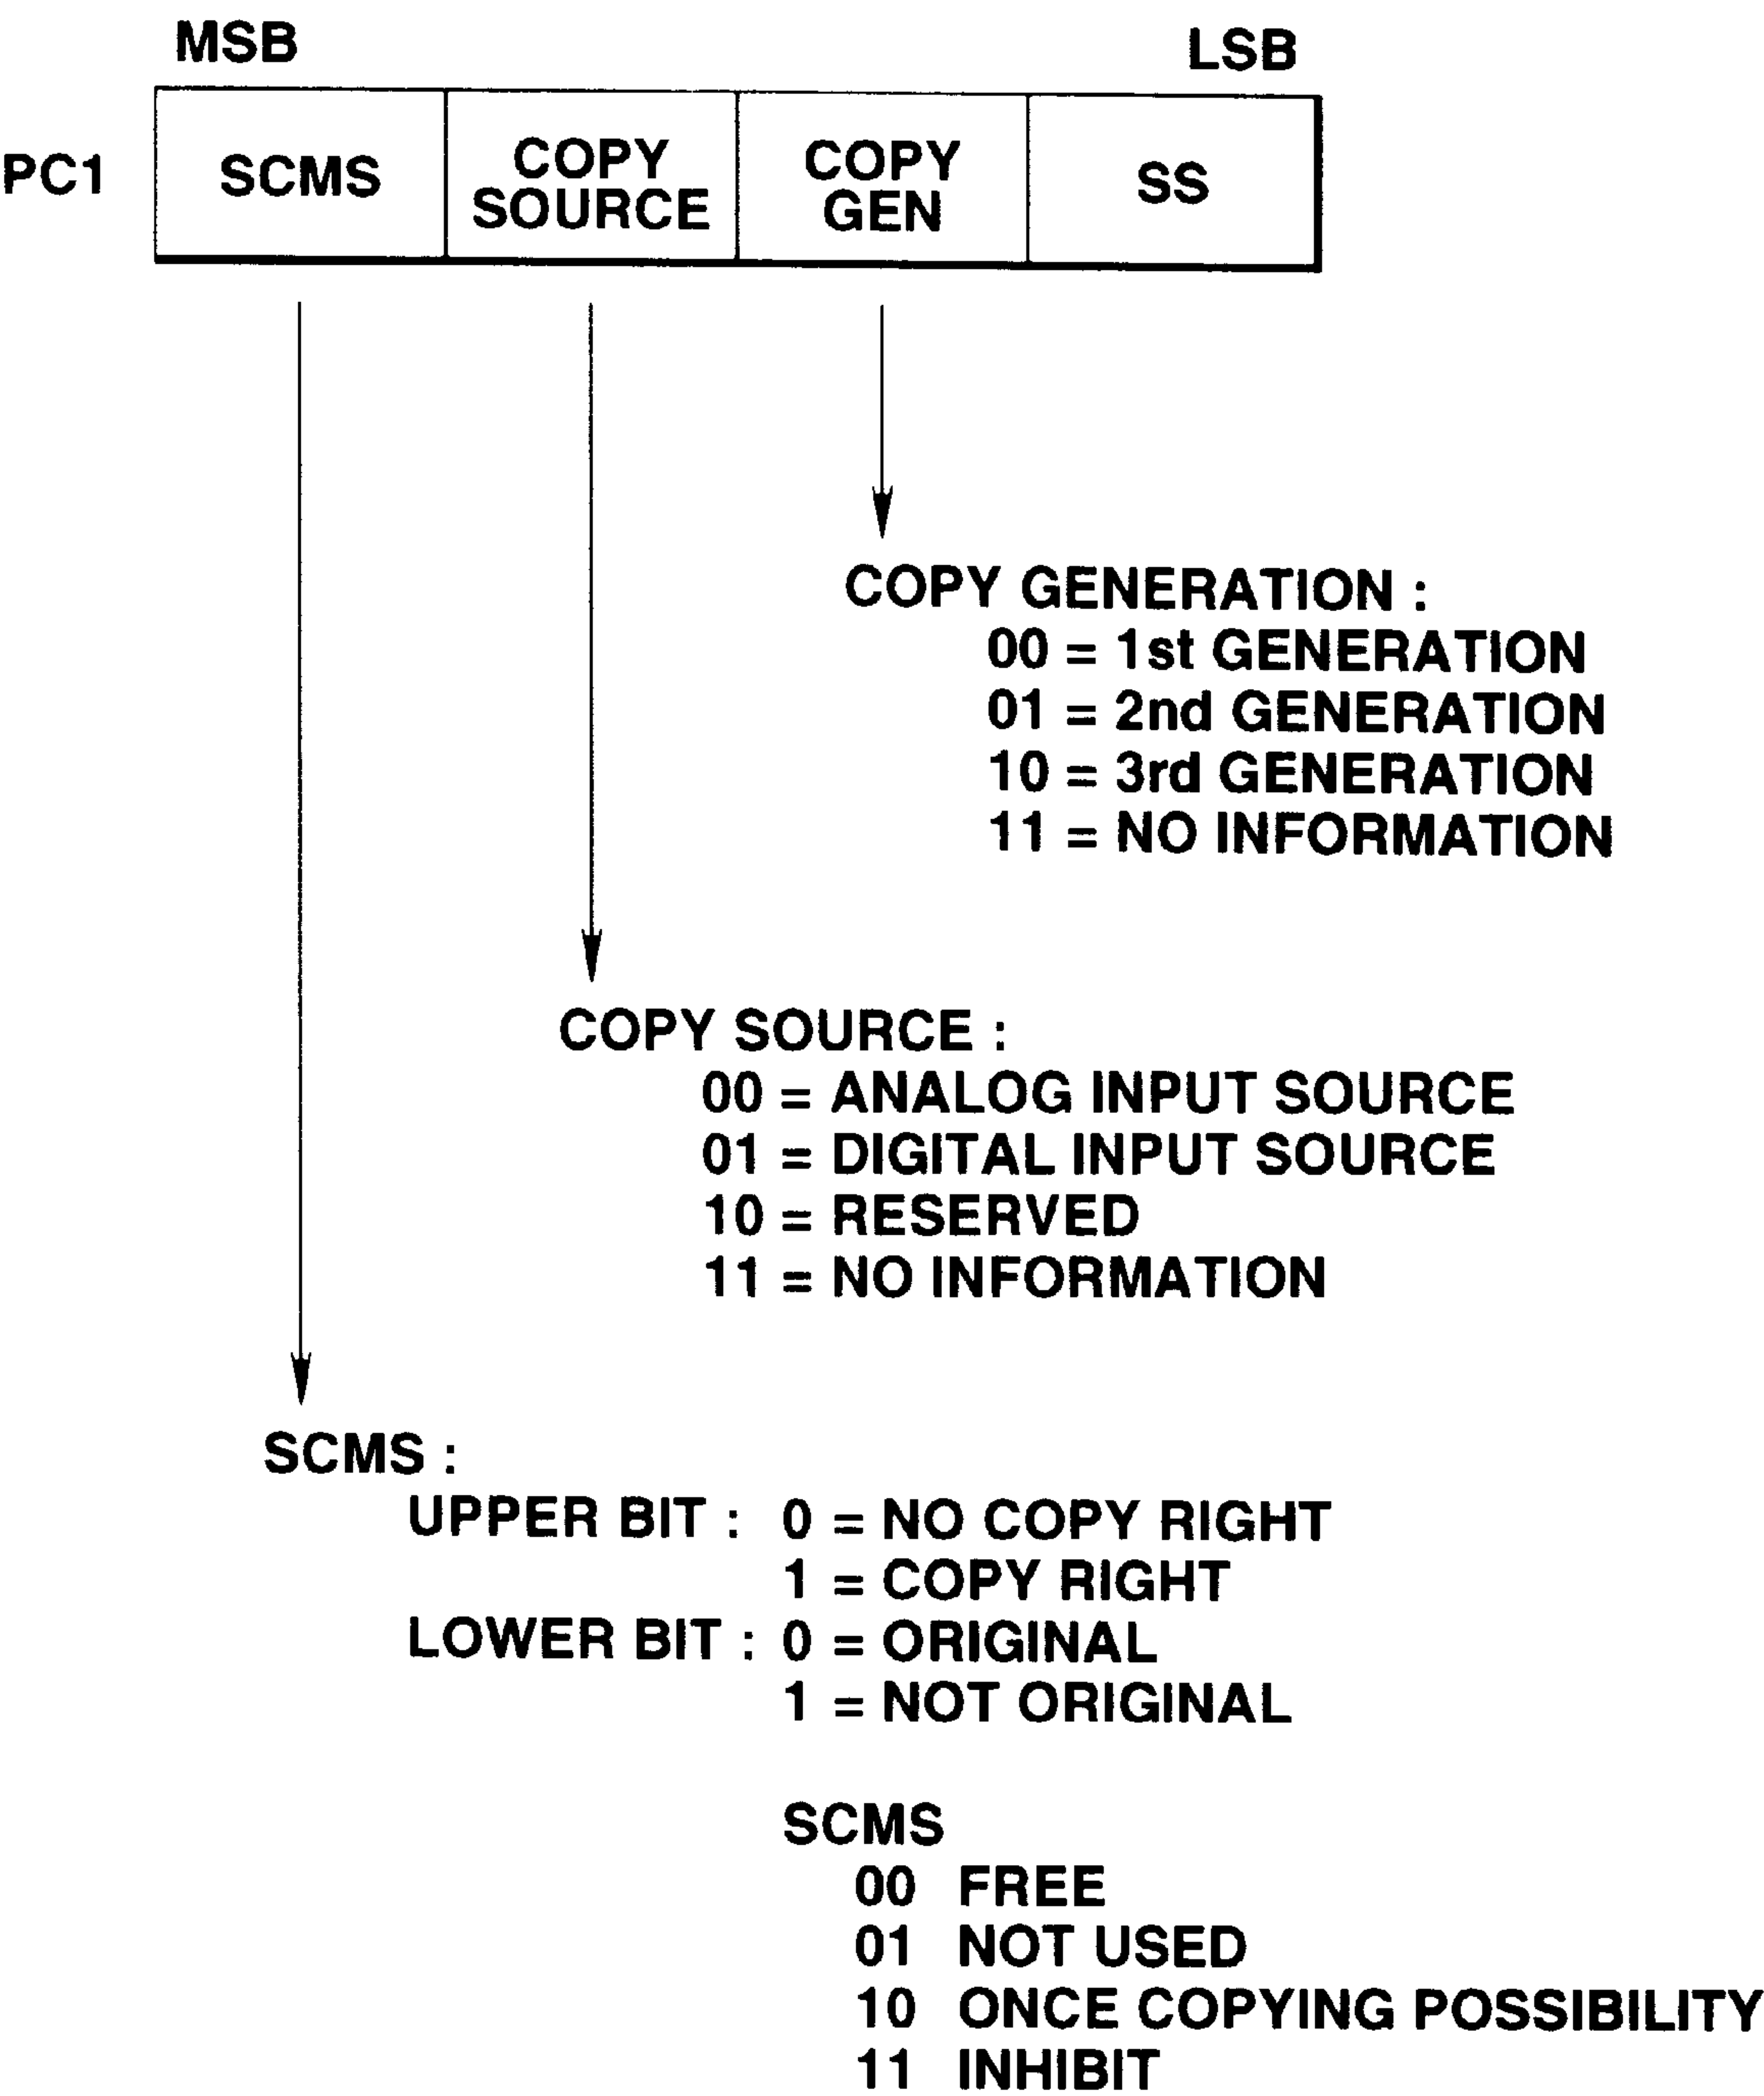 MSB LSB
PC1 SCMS COPY SOURCE COPY GEN SS
COPY GENERATION :
00 = 1st GENERATION
01 = 2nd GENERATION
10 = 3rd GENERATION
11 = NO INFORMATION
COPY SOURCE :
00 = ANALOG INPUT SOURCE
01 = DIGITAL INPUT SOURCE
10 = RESERVED
11 = NO INFORMATION
SCMS :
UPPER BIT : 0 = NO COPY RIGHT
1 = COPY RIGHT
LOWER BIT : 0 = ORIGINAL
1 = NOT ORIGINAL
SCMS
00 FREE
01 NOT USED
10 ONCE COPYING POSSIBILITY
11 INHIBIT